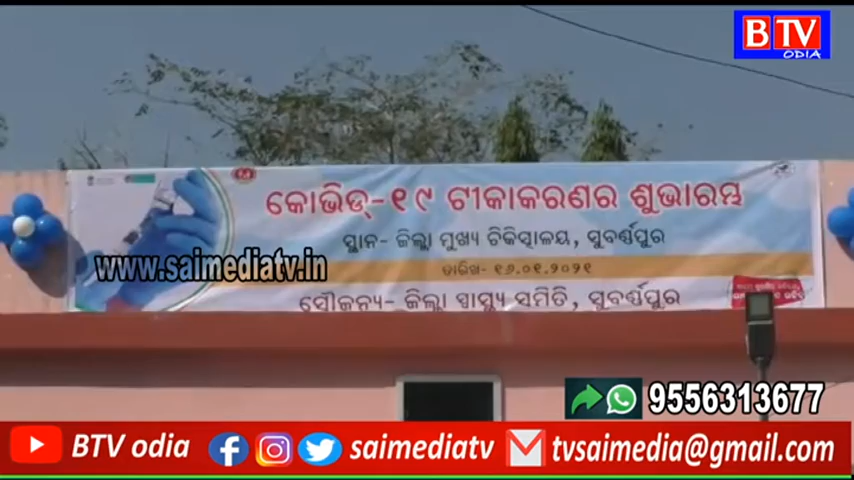 BTV
ODIA
କୋଭିଡ୍-୧୯ ଟୀକାକରଣର ଶୁଭାରମ୍ଭ
ସ୍ଥାନ- ଜିଲ୍ଲା ମୁଖ୍ୟ ଚିକିତ୍ସାଳୟ, ସୁବର୍ଣ୍ଣପୁର
www.saimediatv.in
ତାରିଖ- ୧୬.୦୧.୨୦୨୧
ସୌଜନ୍ୟ- ଜିଲ୍ଲା ସ୍ୱାସ୍ଥ୍ୟ ସମିତି, ସୁବର୍ଣ୍ଣପୁର
9556313677
BTV odia saimediatv tvsaimedia@gmail.com